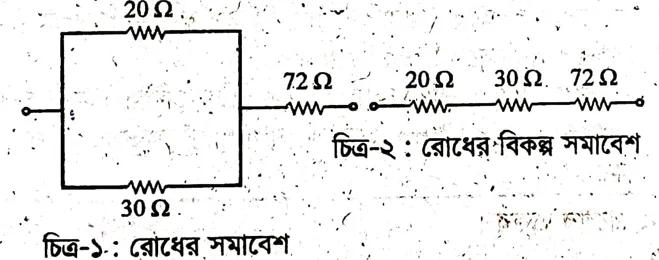 20 Ω
72 Ω
30 Ω
চিত্র-১ : রোধের সমাবেশ
20 Ω 30 Ω 72 Ω
চিত্র-২ : রোধের বিকল্প সমাবেশ